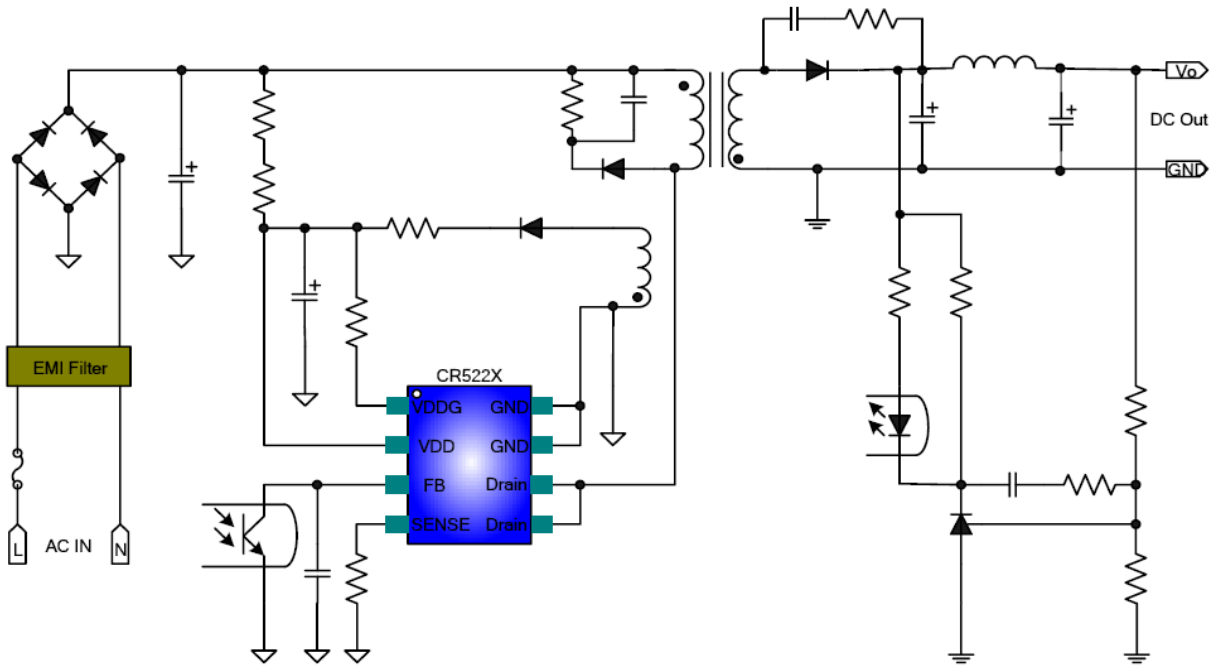 Vo
DC Out
GND
EMI Filter
CR522X
VDDG GND
VDD GND
FB Drain
SENSE Drain
L AC IN N
+
+
+
+